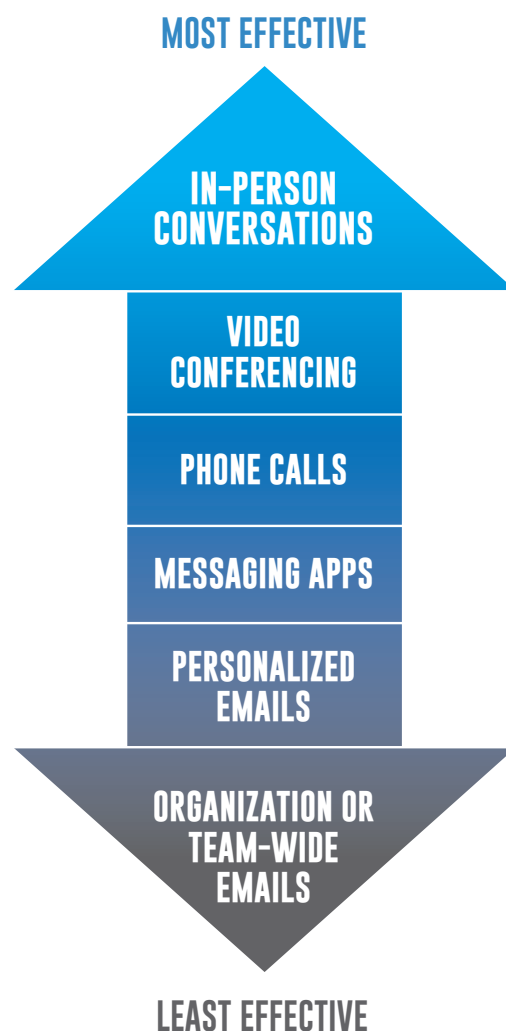 MOST EFFECTIVE
IN-PERSON
CONVERSATIONS
VIDEO
CONFERENCING
PHONE CALLS
MESSAGING APPS
PERSONALIZED
EMAILS
ORGANIZATION OR
TEAM-WIDE
EMAILS
LEAST EFFECTIVE